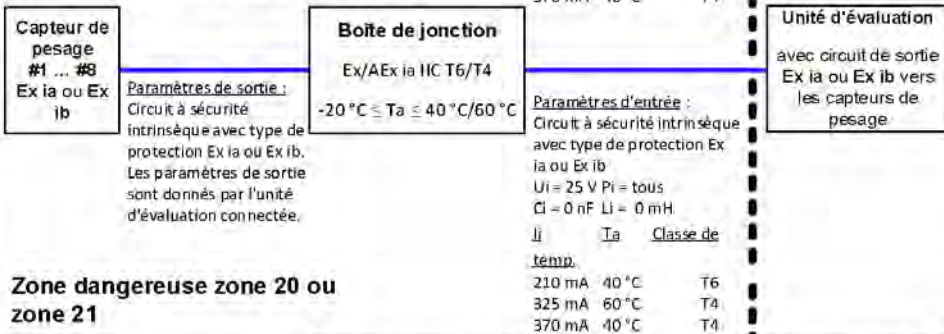 Capteur de
pesage
#1 ... #8
Ex ia ou Ex
ib
Paramètres de sortie :
Circuit à sécurité
intrinsèque avec type de
protection Ex ia ou Ex ib.
Les paramètres de sortie
sont donnés par l'unité
d'évaluation connectée.
Boîte de jonction
Ex/AEx ia IIC T6/T4
-20 °C ≤ Ta ≤ 40 °C/60 °C
Paramètres d'entrée :
Circuit à sécurité intrinsèque
avec type de protection Ex
ia ou Ex ib
Ui = 25 V Pi = tous
Ci = 0 nF Li = 0 mH
Ii Ta Classe de
temp.
210 mA 40 °C T6
325 mA 60 °C T4
370 mA 40 °C T4
Unité d'évaluation
avec circuit de sortie
Ex ia ou Ex ib vers
les capteurs de
pesage
Zone dangereuse zone 20 ou
zone 21